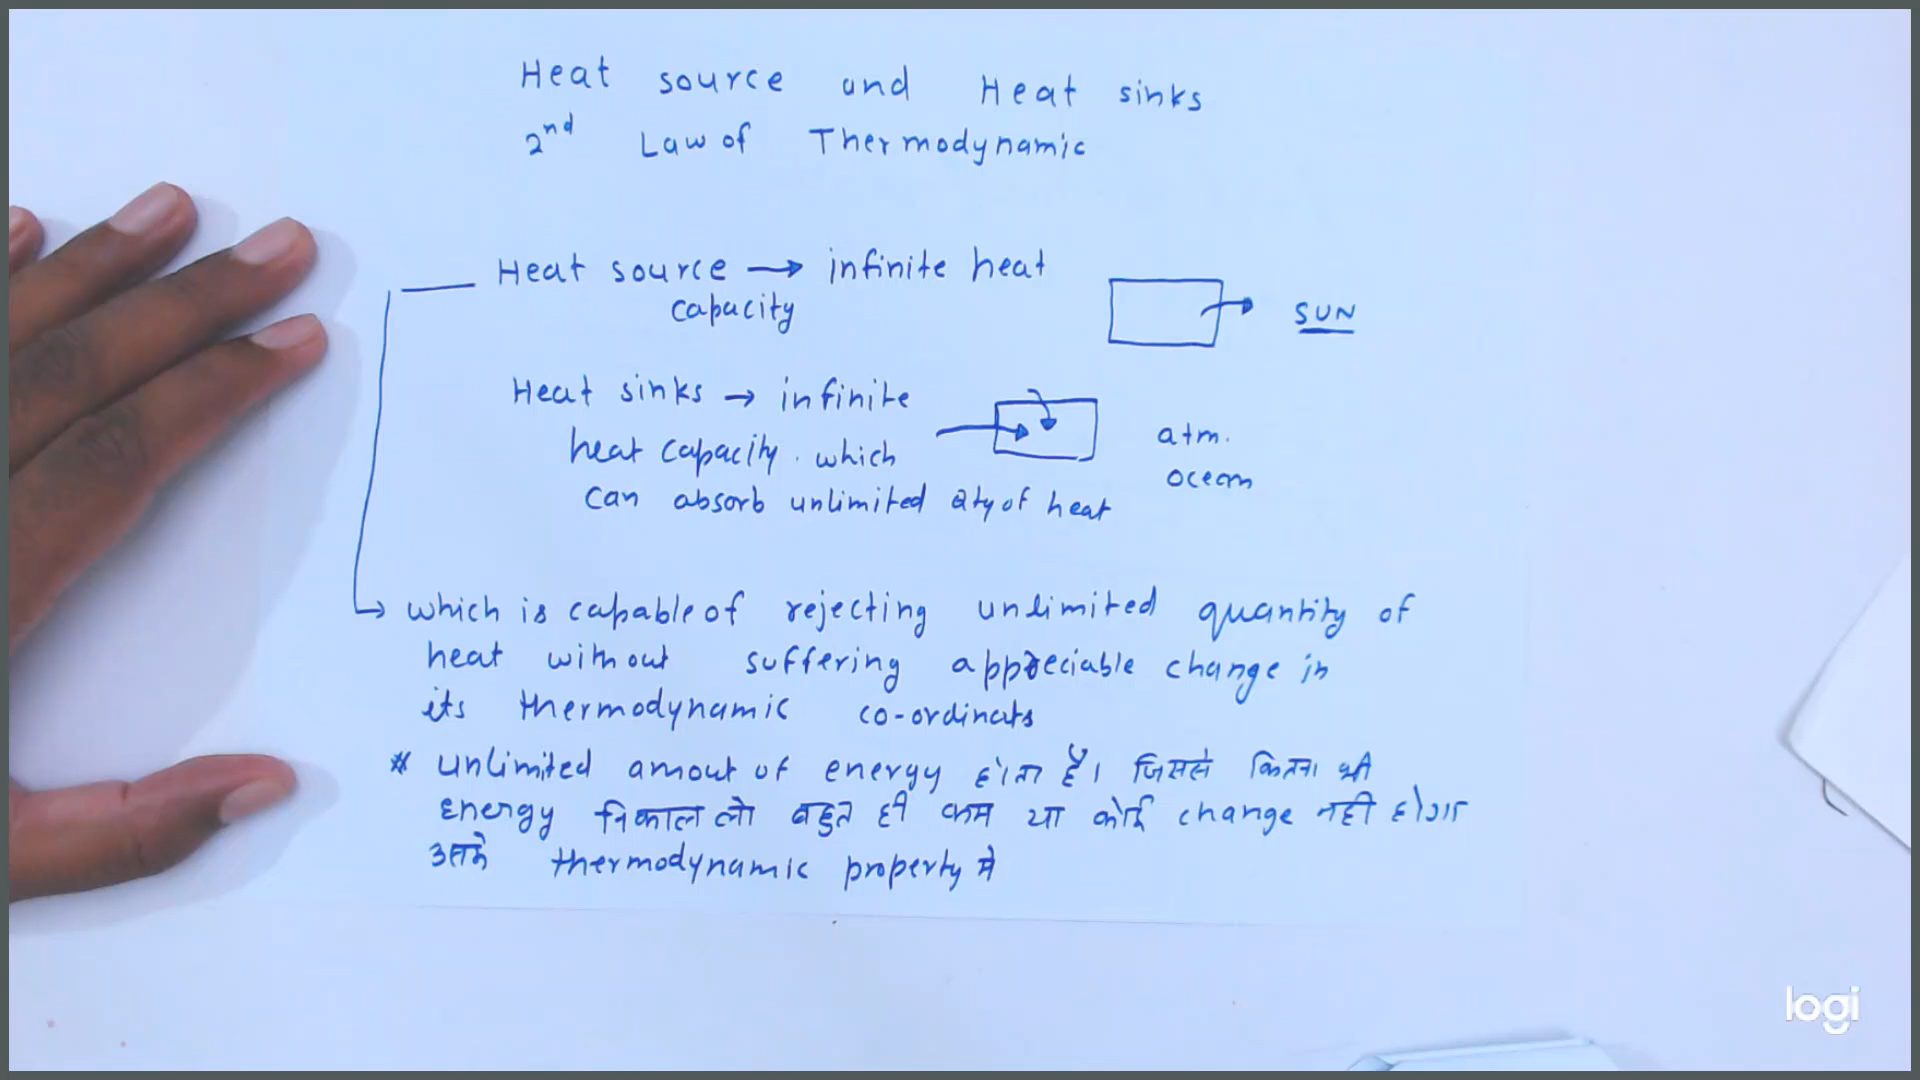 Heat source and Heat sinks
2nd Law of Thermodynamic
Heat source → infinite heat
capacity
SUN
Heat sinks → infinite
heat capacity. which
can absorb unlimited Qty of heat
atm.
ocean
→ which is capable of rejecting unlimited quantity of
heat without suffering appreciable change in
its thermodynamic co-ordinats
* unlimited amout of energy होता है। जिससे कितना भी
energy निकाल लो बहुत ही कम या कोई change नही होगा
उसके thermodynamic property मे
logi